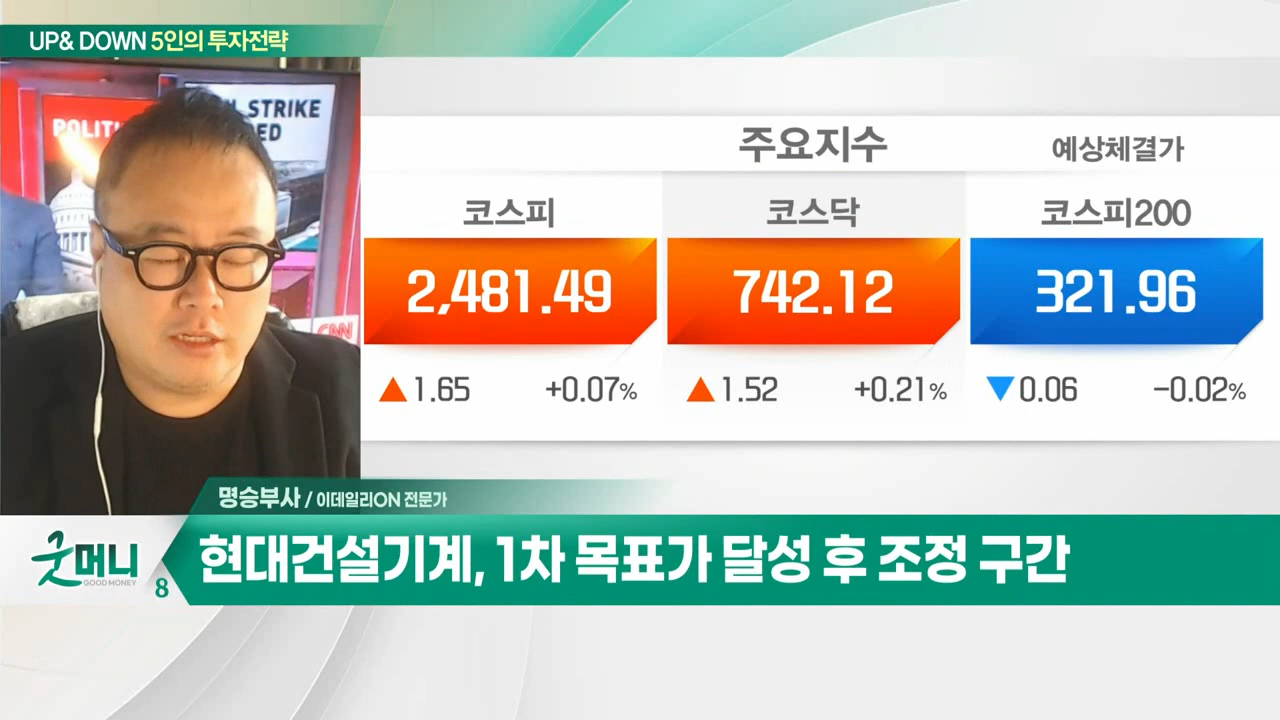 UP& DOWN 5인의 투자전략
POLITI
STRIKE
ED
CNN
주요지수
예상체결가
코스피
코스닥
코스피200
2,481.49
742.12
321.96
▲1.65 +0.07%
▲1.52 +0.21%
▼0.06 -0.02%
명승부사 / 이데일리ON 전문가
굿머니
GOOD MONEY
8
현대건설기계, 1차 목표가 달성 후 조정 구간